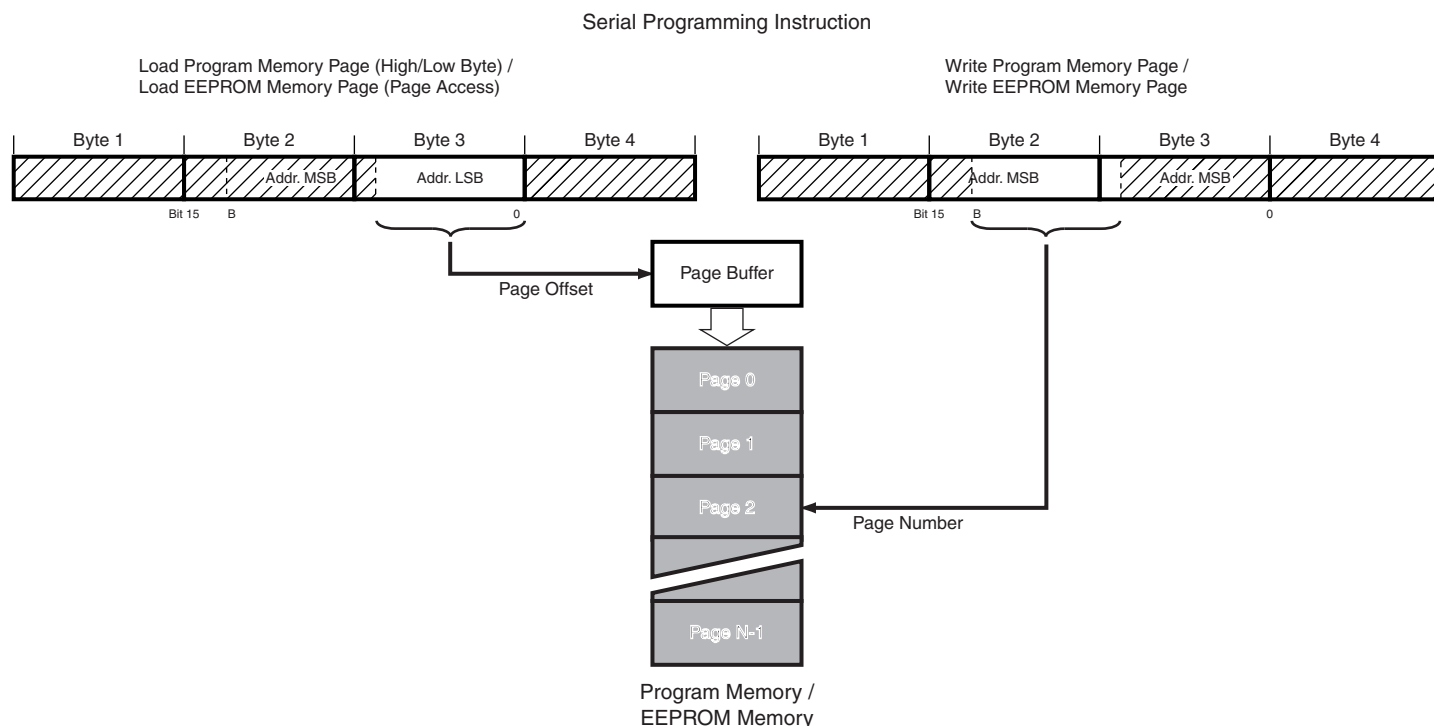 Serial Programming Instruction
Load Program Memory Page (High/Low Byte) /
Load EEPROM Memory Page (Page Access)
Write Program Memory Page /
Write EEPROM Memory Page
Byte 1 Byte 2 Byte 3 Byte 4
Byte 1 Byte 2 Byte 3 Byte 4
Addr. MSB Addr. LSB
Addr. MSB Addr. MSB
Bit 15 B 0
Bit 15 B 0
Page Buffer
Page Offset
Page 0
Page 1
Page 2
Page Number
Page N-1
Program Memory /
EEPROM Memory